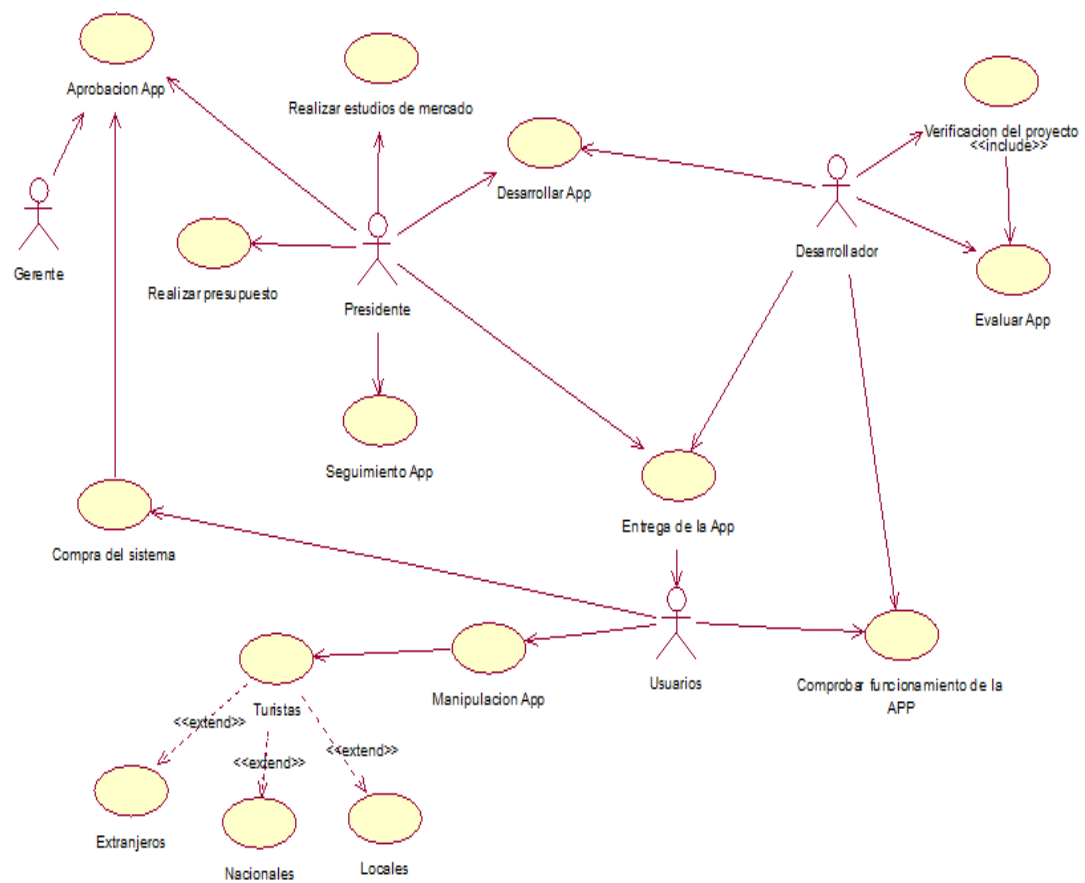 Aprobacion App
Realizar estudios de mercado
Verificacion del proyecto
<<include>>
Desarrollar App
Gerente
Desarrollador
Realizar presupuesto
Presidente
Evaluar App
Seguimiento App
Entrega de la App
Compra del sistema
Usuarios
Manipulacion App
Comprobar funcionamiento de la
APP
Turistas
<<extend>>
<<extend>>
<<extend>>
Extranjeros
Nacionales
Locales